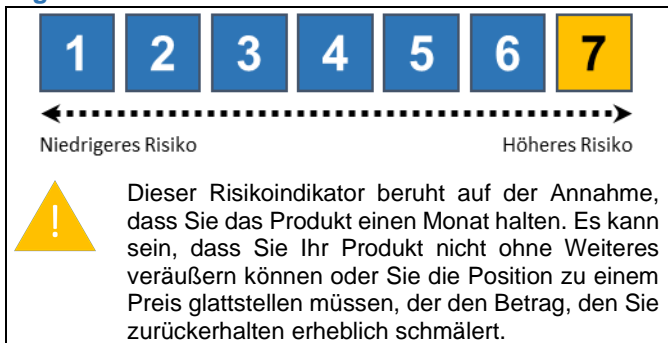 1 2 3 4 5 6 7
Niedrigeres Risiko Höheres Risiko
!
Dieser Risikoindikator beruht auf der Annahme,
dass Sie das Produkt einen Monat halten. Es kann
sein, dass Sie Ihr Produkt nicht ohne Weiteres
veräußern können oder Sie die Position zu einem
Preis glattstellen müssen, der den Betrag, den Sie
zurückerhalten erheblich schmälert.